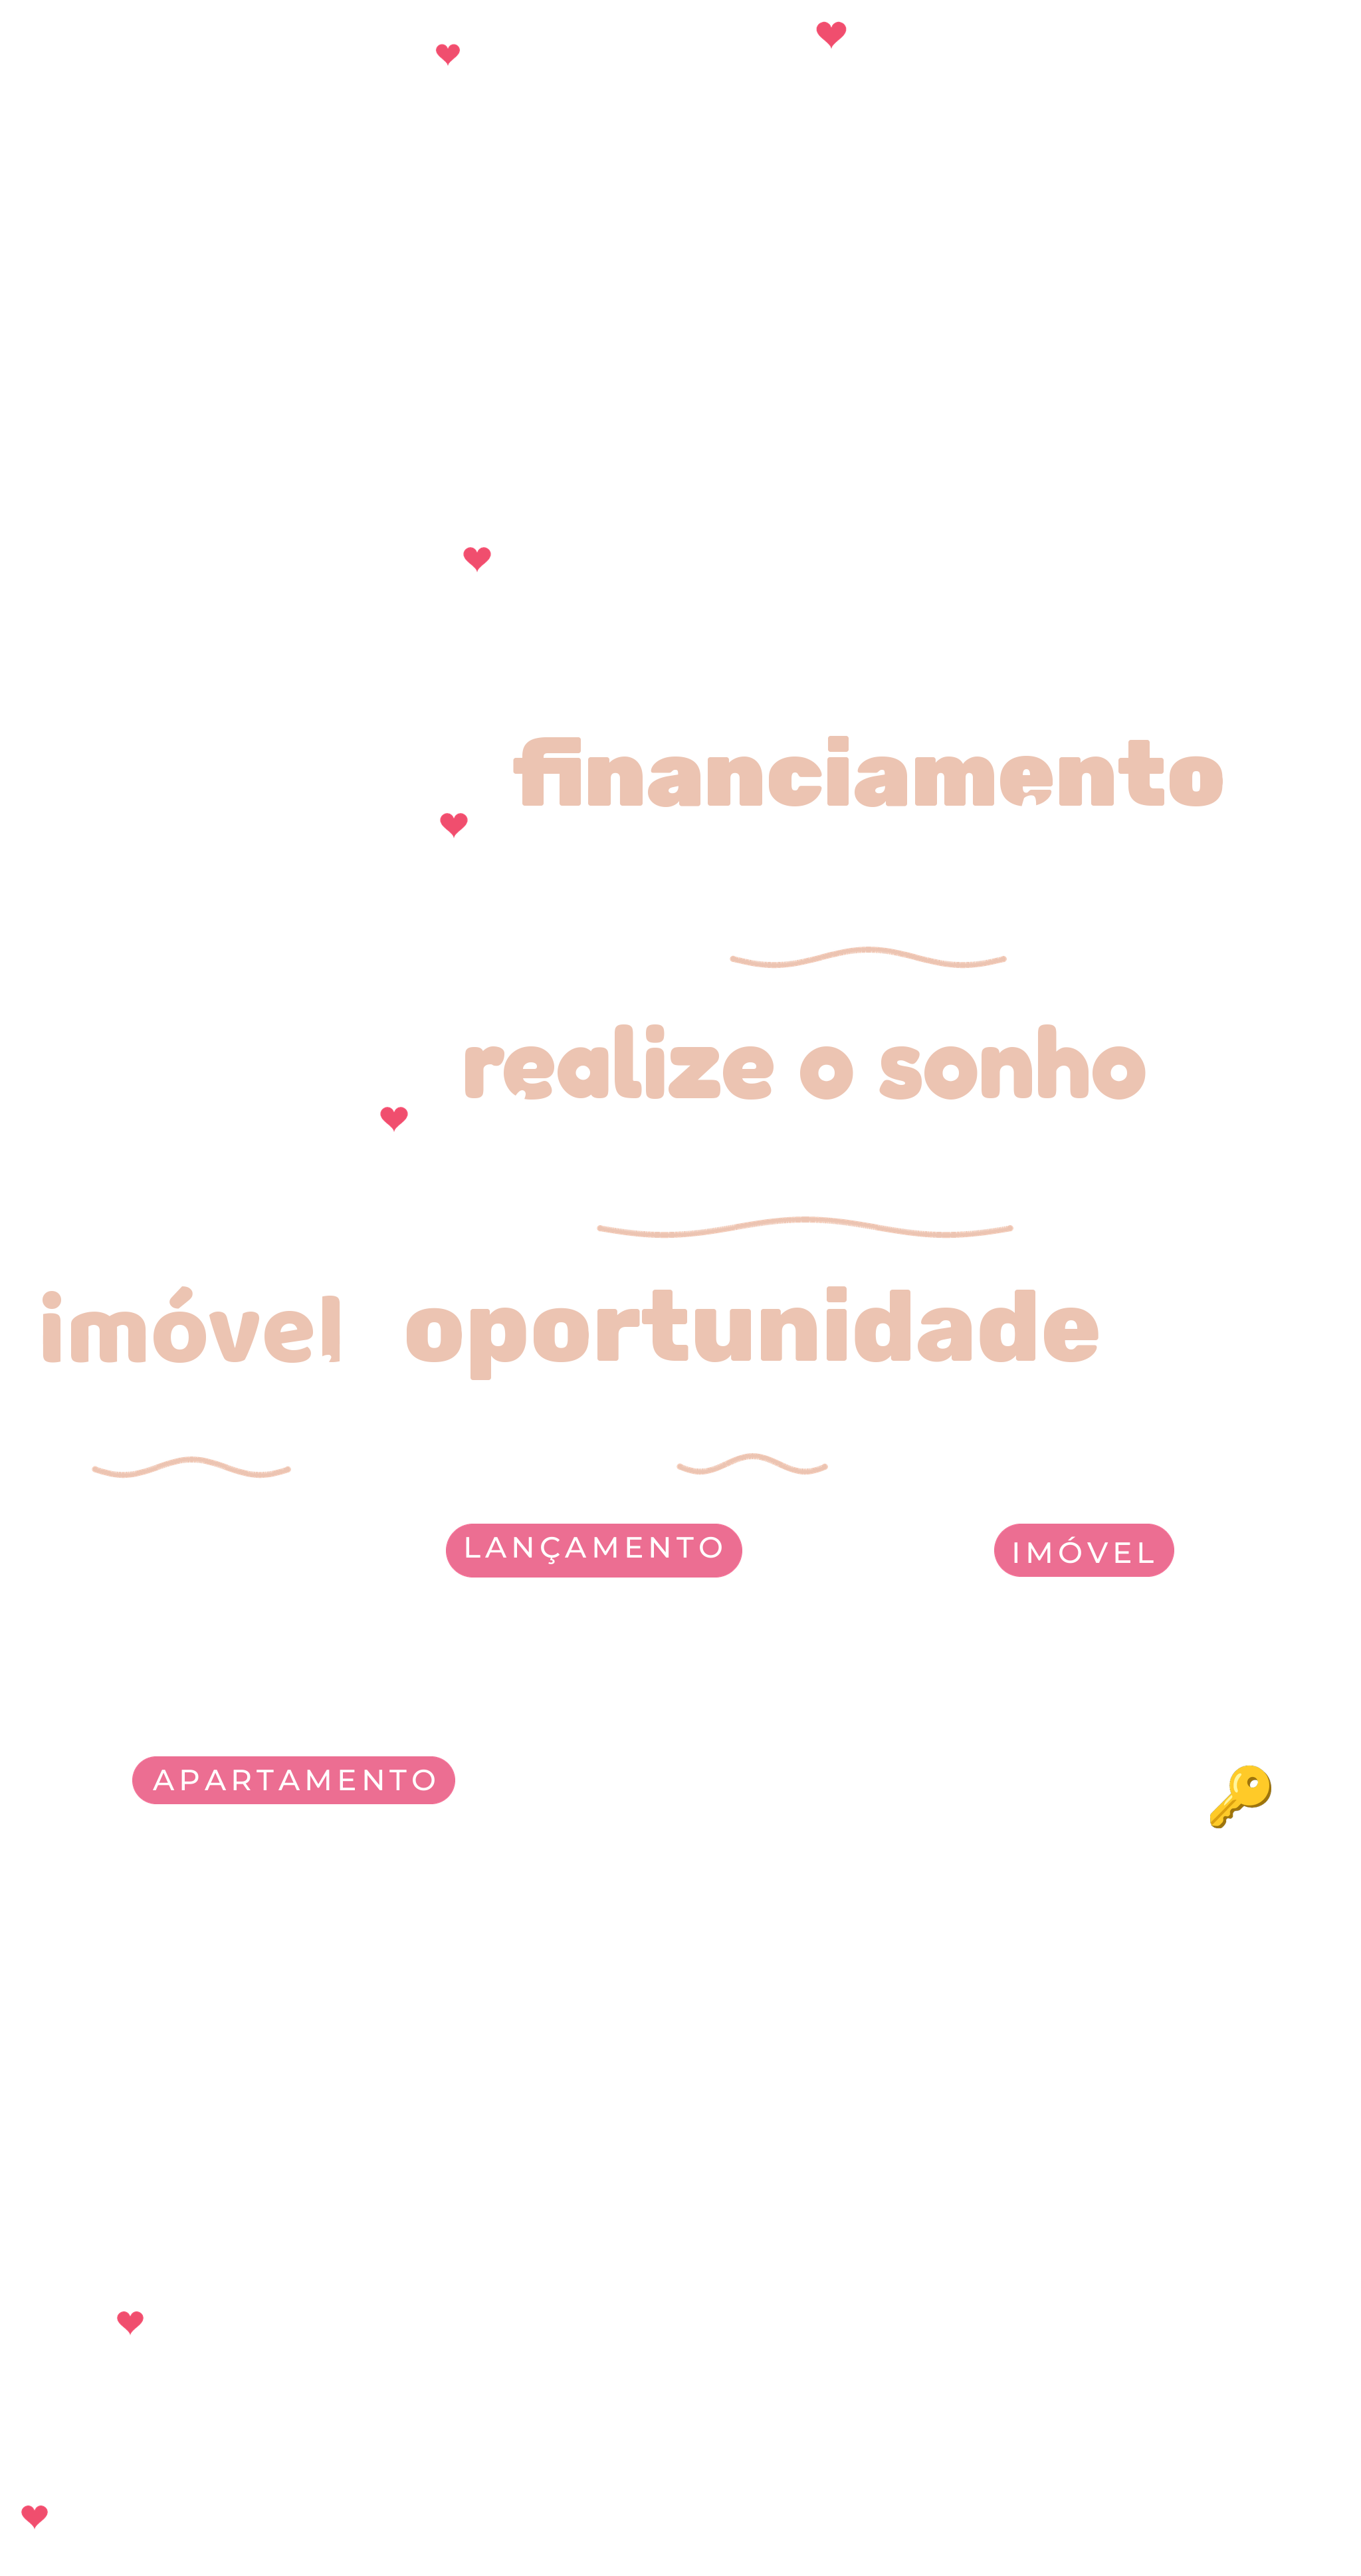 financiamento
realize o sonho
imóvel oportunidade
LANÇAMENTO IMÓVEL
APARTAMENTO